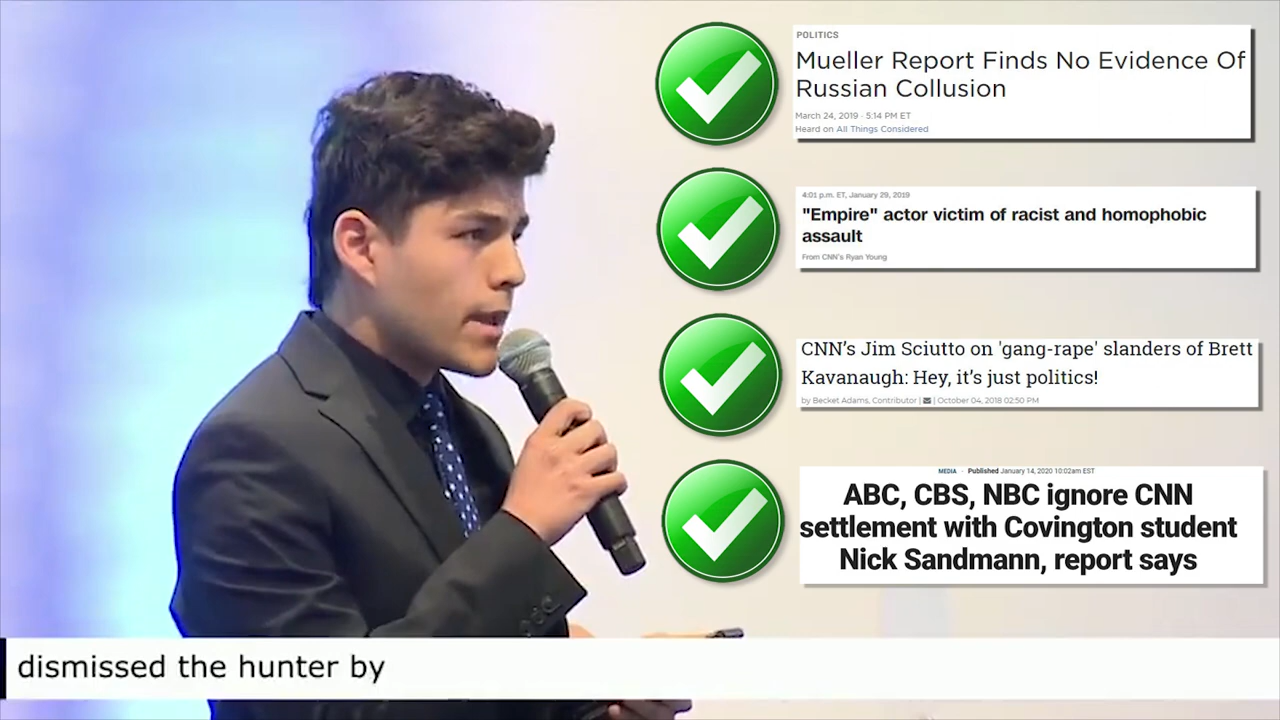 POLITICS
Mueller Report Finds No Evidence Of
Russian Collusion
March 24, 2019 · 5:14 PM ET
Heard on All Things Considered
4:01 p.m. ET, January 29, 2019
"Empire" actor victim of racist and homophobic
assault
From CNN's Ryan Young
CNN's Jim Sciutto on 'gang-rape' slanders of Brett
Kavanaugh: Hey, it's just politics!
by Becket Adams, Contributor | | October 04, 2018 02:50 PM
MEDIA · Published January 14, 2020 10:02am EST
ABC, CBS, NBC ignore CNN
settlement with Covington student
Nick Sandmann, report says
dismissed the hunter by